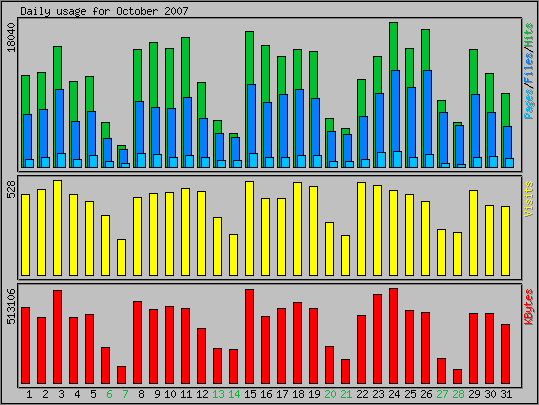 Daily usage for October 2007
18040
Pages/Files/Hits
528
Visits
513106
KBytes
1 2 3 4 5 6 7 8 9 10 11 12 13 14 15 16 17 18 19 20 21 22 23 24 25 26 27 28 29 30 31